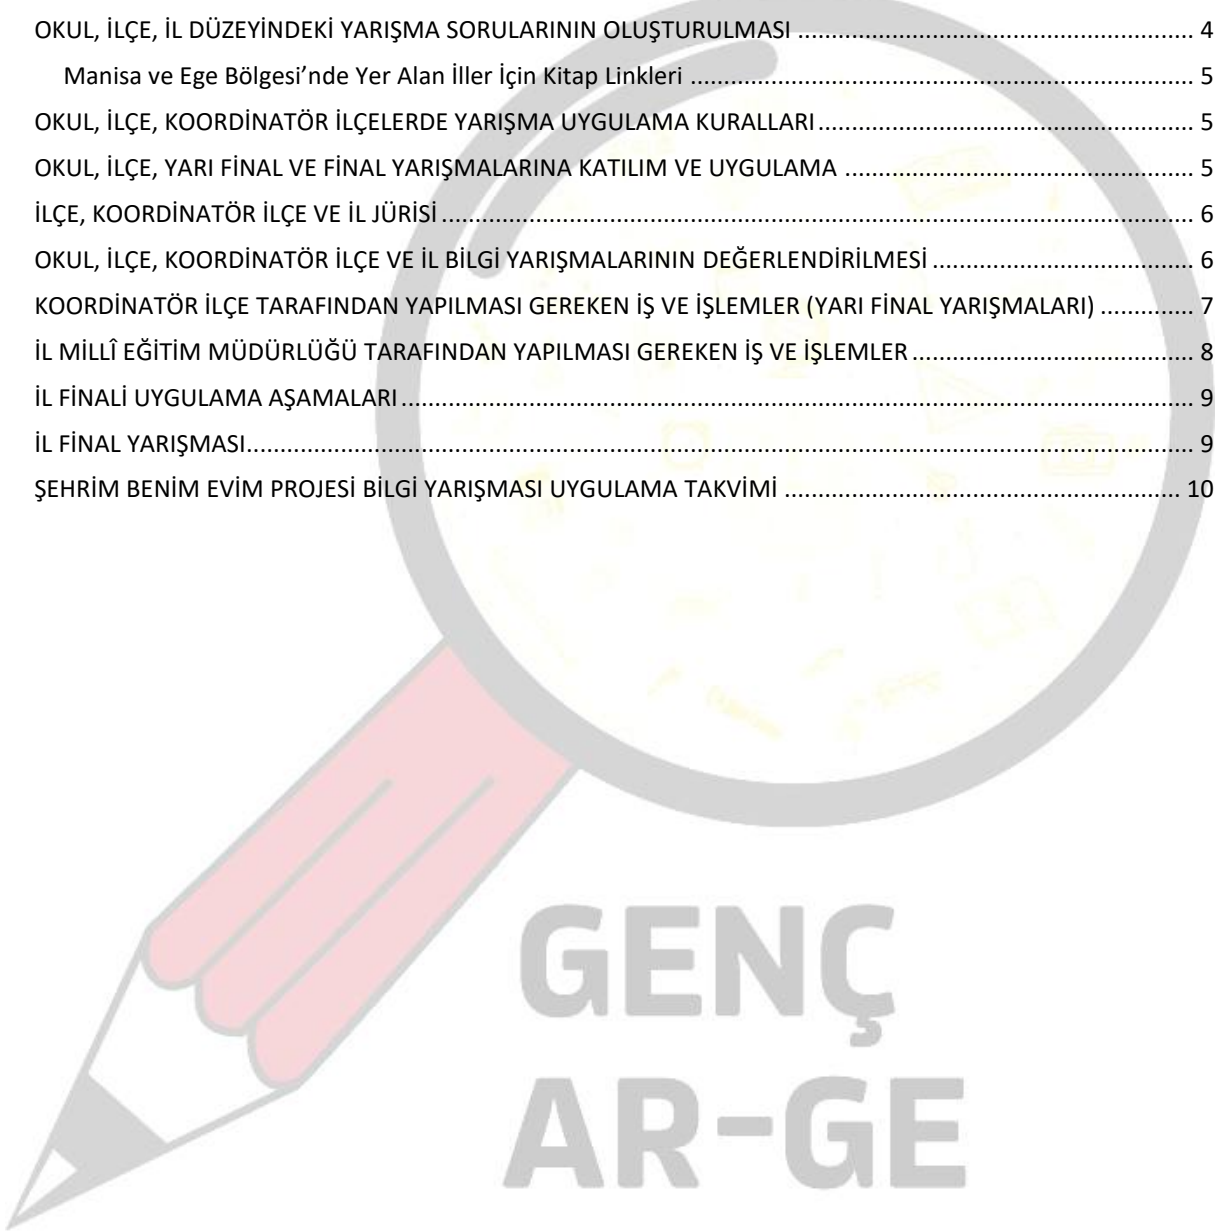 OKUL, İLÇE, İL DÜZEYİNDEKİ YARIŞMA SORULARININ OLUŞTURULMASI ........................ 4
Manisa ve Ege Bölgesi’nde Yer Alan İller İçin Kitap Linkleri ........................ 5
OKUL, İLÇE, KOORDİNATÖR İLÇELERDE YARIŞMA UYGULAMA KURALLARI ........................ 5
OKUL, İLÇE, YARI FİNAL VE FİNAL YARIŞMALARINA KATILIM VE UYGULAMA ........................ 5
İLÇE, KOORDİNATÖR İLÇE VE İL JÜRİSİ ........................ 6
OKUL, İLÇE, KOORDİNATÖR İLÇE VE İL BİLGİ YARIŞMALARININ DEĞERLENDİRİLMESİ ........................ 6
KOORDİNATÖR İLÇE TARAFINDAN YAPILMASI GEREKEN İŞ VE İŞLEMLER (YARI FİNAL YARIŞMALARI) .............. 7
İL MİLLÎ EĞİTİM MÜDÜRLÜĞÜ TARAFINDAN YAPILMASI GEREKEN İŞ VE İŞLEMLER ........................ 8
İL FİNALİ UYGULAMA AŞAMALARI ........................ 9
İL FİNAL YARIŞMASI ........................ 9
ŞEHRİM BENİM EVİM PROJESİ BİLGİ YARIŞMASI UYGULAMA TAKVİMİ ........................ 10
GENÇ
AR-GE